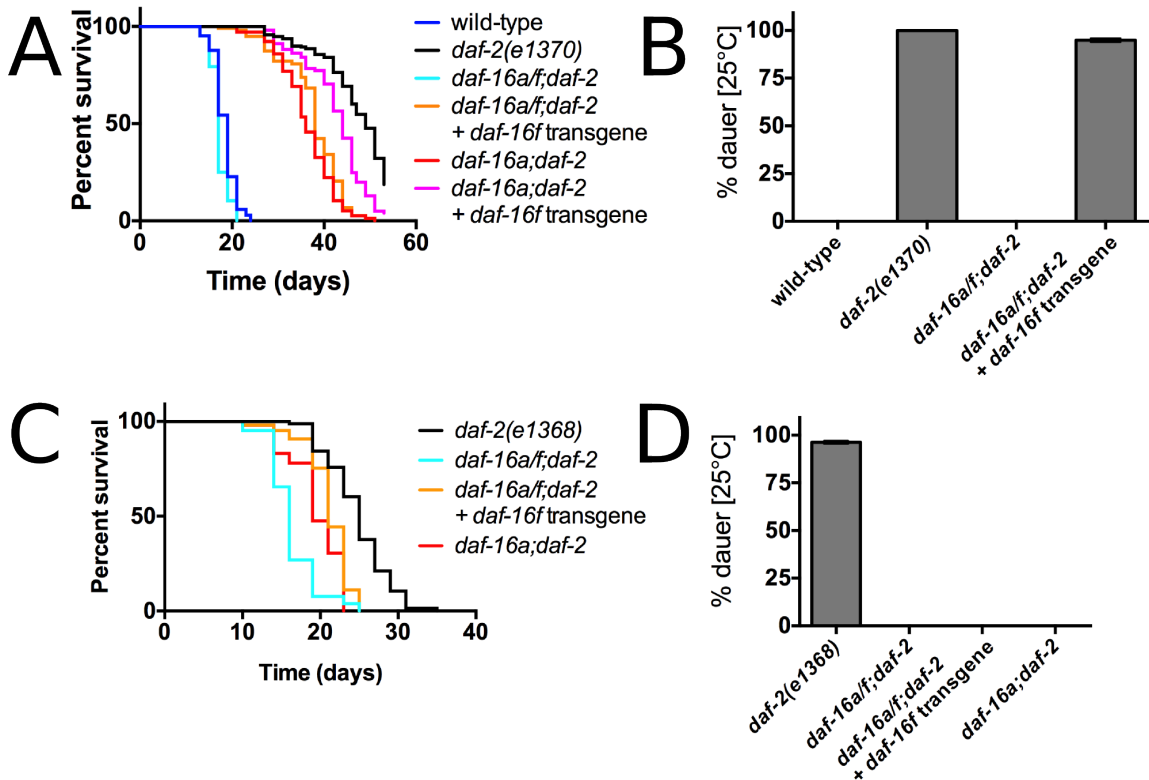 A
Percent survival
100
50
0
0
20
40
60
Time (days)
wild-type
daf-2(e1370)
daf-16a/f;daf-2
daf-16a/f;daf-2
+ daf-16f transgene
daf-16a;daf-2
daf-16a;daf-2
+ daf-16f transgene
B
% dauer [25°C]
100
75
50
25
0
wild-type
daf-2(e1370)
daf-16a/f;daf-2
daf-16a/f;daf-2
+ daf-16f transgene
C
Percent survival
100
50
0
0
10
20
30
40
Time (days)
daf-2(e1368)
daf-16a/f;daf-2
daf-16a/f;daf-2
+ daf-16f transgene
daf-16a;daf-2
D
% dauer [25°C]
100
75
50
25
0
daf-2(e1368)
daf-16a/f;daf-2
daf-16a/f;daf-2
+ daf-16f transgene
daf-16a;daf-2